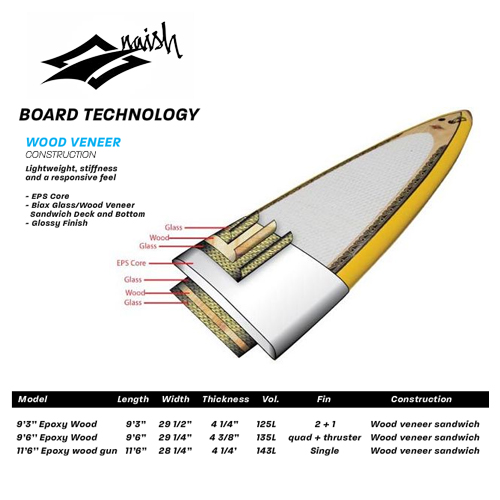 naish
BOARD TECHNOLOGY
WOOD VENEER
CONSTRUCTION
Lightweight, stiffness
and a responsive feel
- EPS Core
- Biax Glass/Wood Veneer
Sandwich Deck and Bottom
- Glossy Finish
Glass
Wood
Glass
EPS Core
Glass
Wood
Glass
Model Length Width Thickness Vol. Fin Construction
9'3" Epoxy Wood 9'3" 29 1/2" 4 1/4" 125L 2 + 1 Wood veneer sandwich
9'6" Epoxy Wood 9'6" 29 1/4" 4 3/8" 135L quad + thruster Wood veneer sandwich
11'6" Epoxy wood gun 11'6" 28 1/4" 4 1/4' 143L Single Wood veneer sandwich